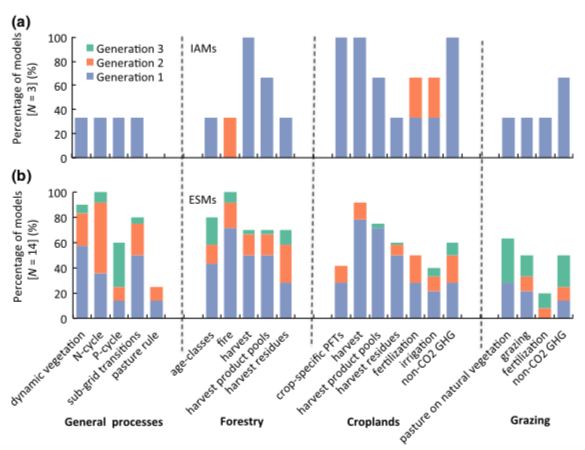 (a)
Percentage of models
[N = 3] (%)
100
80
60
40
20
0
Generation 3
Generation 2
Generation 1
IAMs
(b)
Percentage of models
[N = 14] (%)
100
80
60
40
20
0
ESMs
dynamic vegetation
N-cycle
P-cycle
sub-grid transitions
pasture rule
age-classes
fire
harvest
harvest product pools
harvest residues
crop-specific PFTs
harvest
harvest product pools
harvest residues
fertilization
irrigation
non-CO2 GHG
pasture on natural vegetation
grazing
fertilization
non-CO2 GHG
General processes
Forestry
Croplands
Grazing